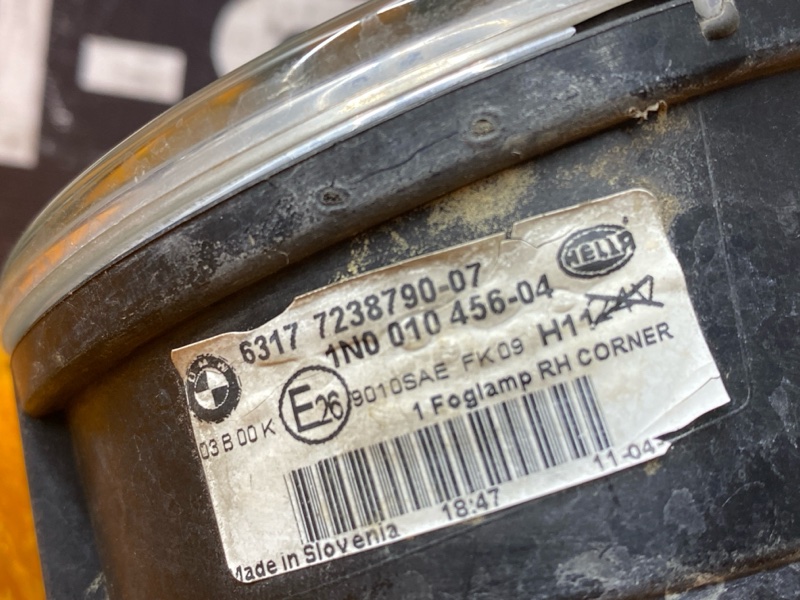 6317 7238790-07
1N0 010 456-04
HELLA
BMW
E26
9010SAE FK09 H11
03 B 00 K
1 Foglamp RH CORNER
18:47
11-04-
Made in Slovenia